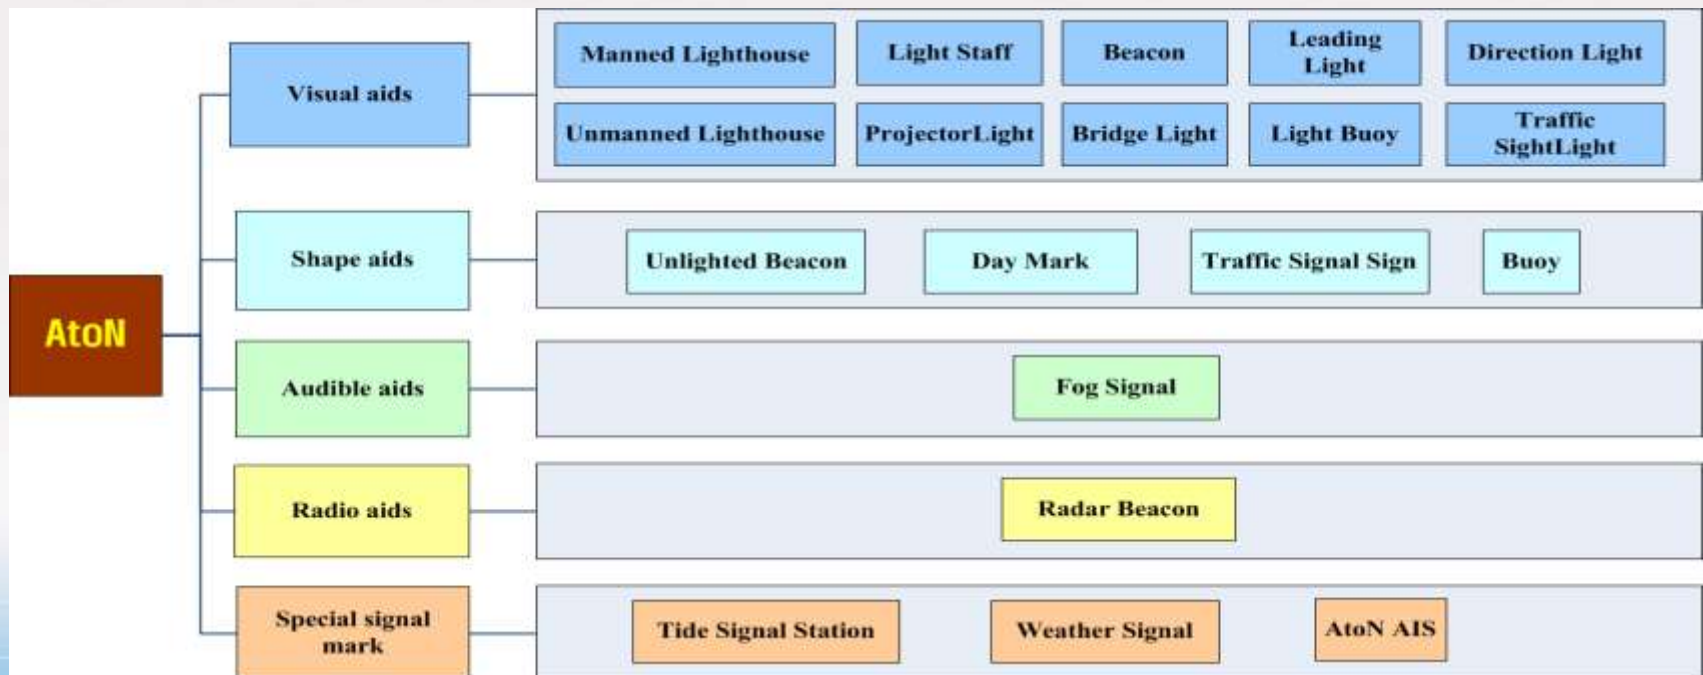 AtoN
Visual aids
Manned Lighthouse
Light Staff
Beacon
Leading
Light
Direction Light
Unmanned Lighthouse
ProjectorLight
Bridge Light
Light Buoy
Traffic
SightLight
Shape aids
Unlighted Beacon
Day Mark
Traffic Signal Sign
Buoy
Audible aids
Fog Signal
Radio aids
Radar Beacon
Special signal
mark
Tide Signal Station
Weather Signal
AtoN AIS